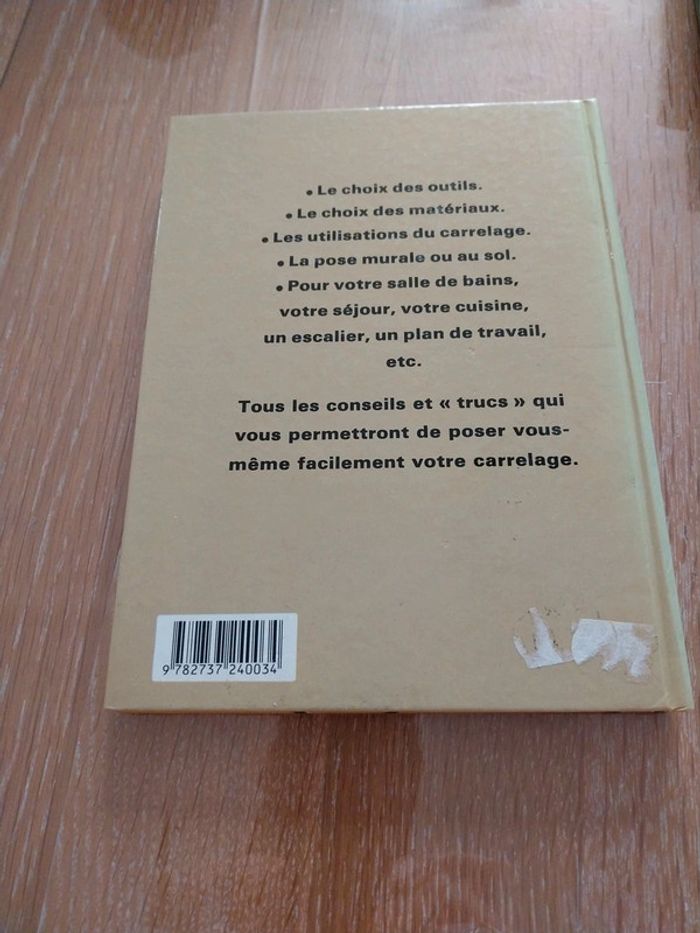 • Le choix des outils.
• Le choix des matériaux.
• Les utilisations du carrelage.
• La pose murale ou au sol.
• Pour votre salle de bains,
votre séjour, votre cuisine,
un escalier, un plan de travail,
etc.
Tous les conseils et « trucs » qui
vous permettront de poser vous-
même facilement votre carrelage.
9 782737 240034